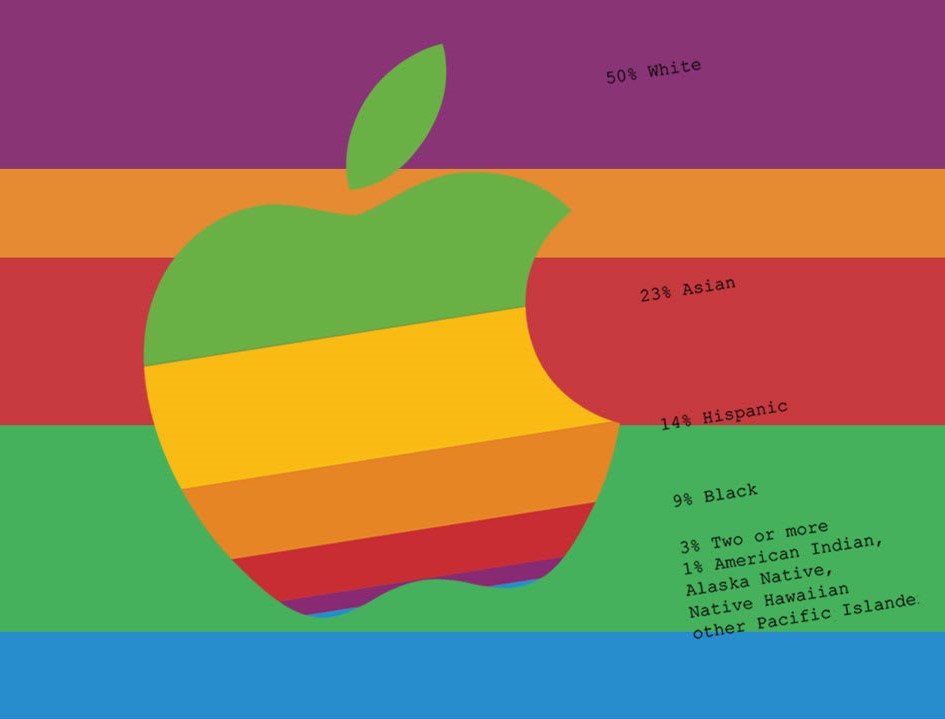 50% White
23% Asian
14% Hispanic
9% Black
3% Two or more
1% American Indian,
Alaska Native,
Native Hawaiian
other Pacific Islande